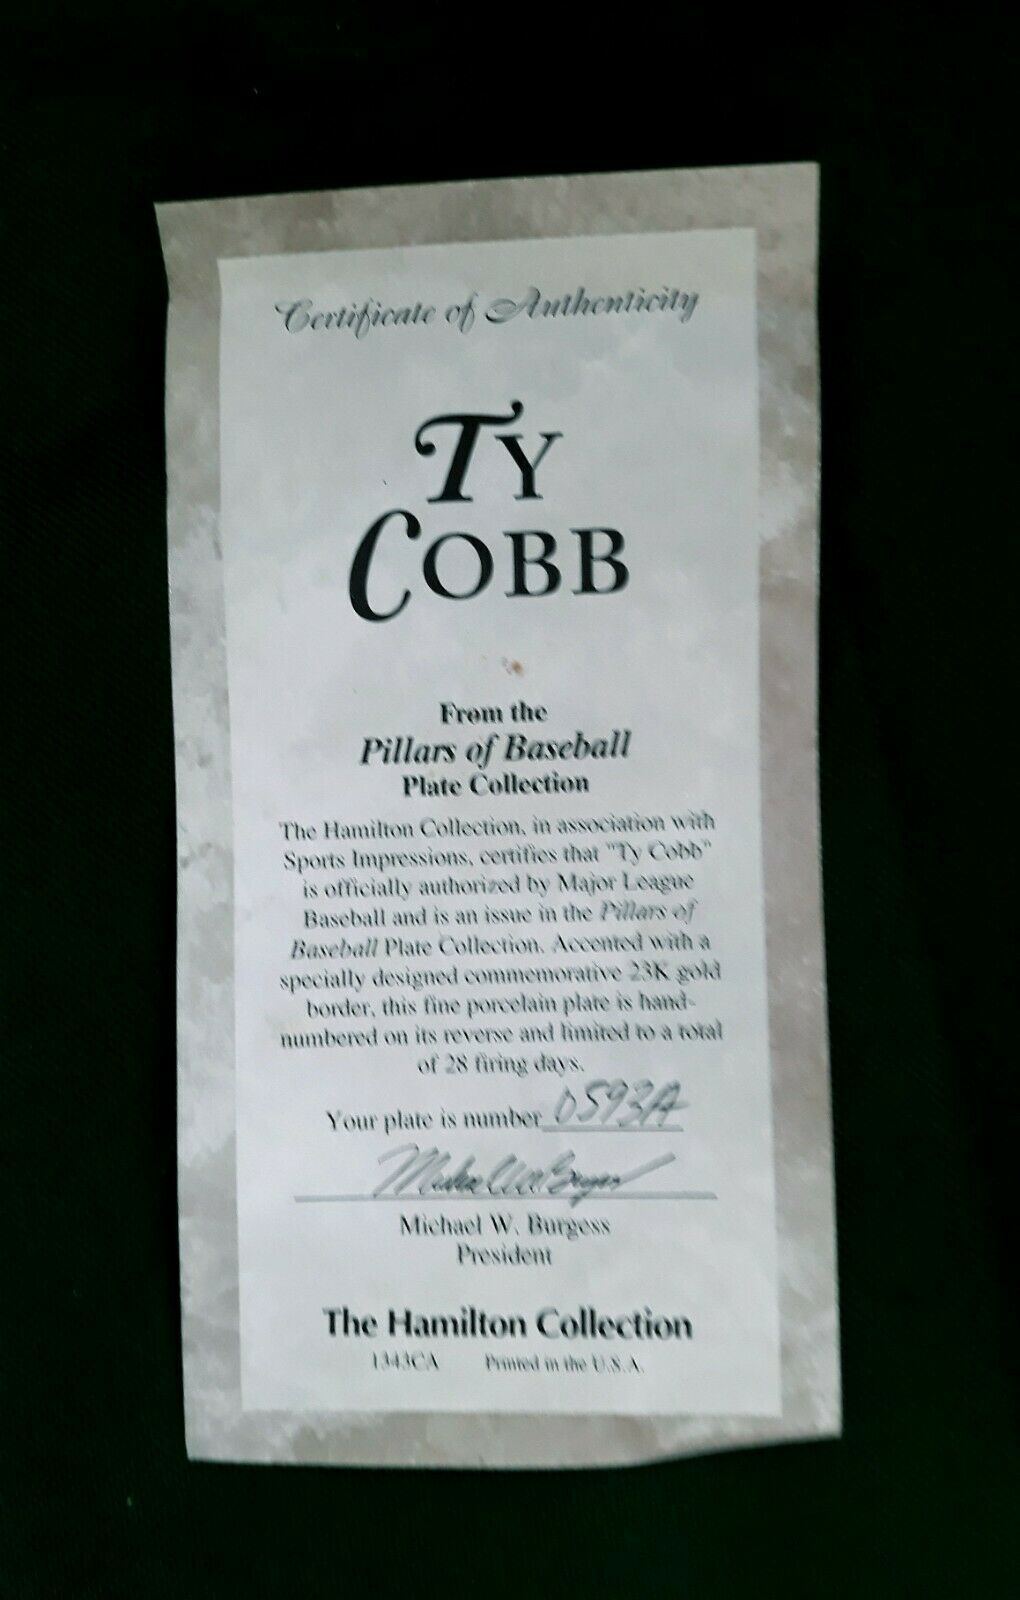 Certificate of Authenticity
TY
COBB
From the
Pillars of Baseball
Plate Collection
The Hamilton Collection, in association with
Sports Impressions, certifies that "Ty Cobb"
is officially authorized by Major League
Baseball and is an issue in the Pillars of
Baseball Plate Collection. Accented with a
specially designed commemorative 23K gold
border, this fine porcelain plate is hand-
numbered on its reverse and limited to a total
of 28 firing days.
Your plate is number 0593A
Michael W. Burgess
Michael W. Burgess
President
The Hamilton Collection
1343CA Printed in the U.S.A.